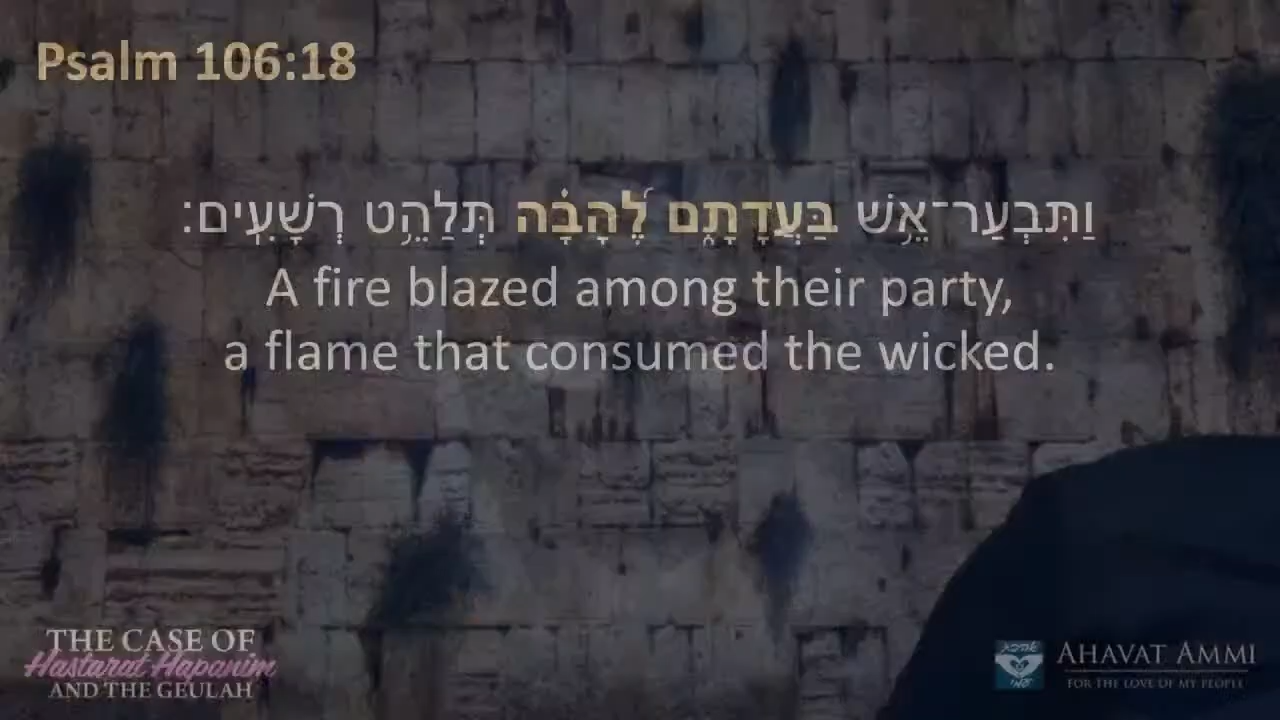 Psalm 106:18
וַתִּבְעַר־אֵ֥שׁ בַּעֲדָתָ֑ם לֶ֝הָבָ֗ה תְּלַהֵ֥ט רְשָׁעִֽים׃
A fire blazed among their party,
a flame that consumed the wicked.
THE CASE OF
Hastarat Hapanim
AND THE GEULAH
AHAVAT AMMI
FOR THE LOVE OF MY PEOPLE